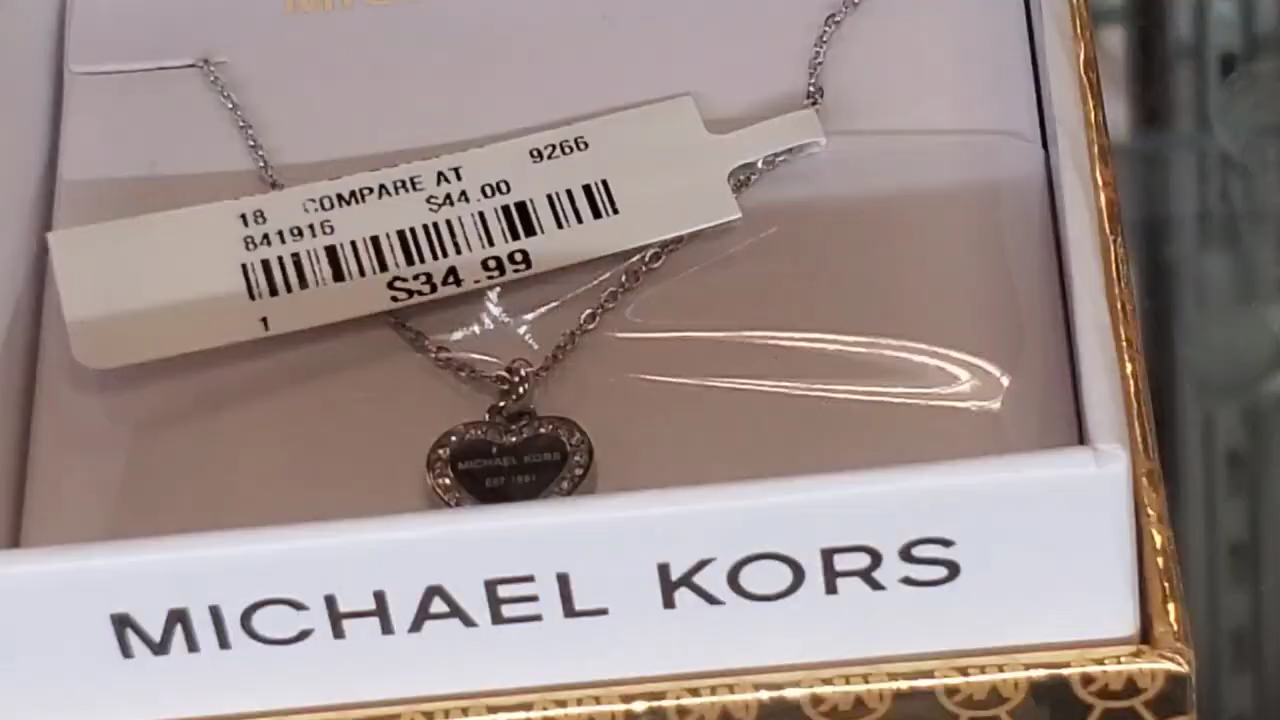 18 COMPARE AT 9266
841916 $44.00
$34.99
1
MICHAEL KORS
EST 1981
MICHAEL KORS